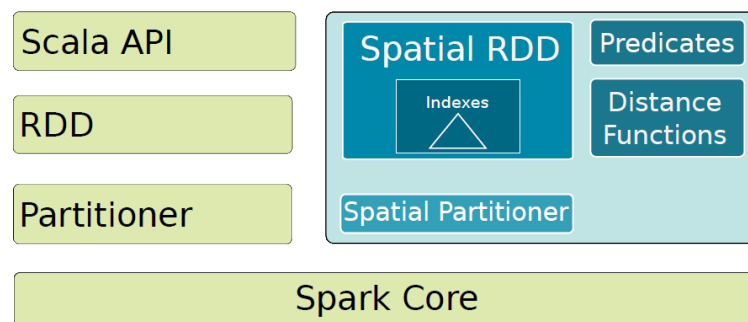 Scala API
RDD
Partitioner
Spatial RDD
Indexes
Predicates
Distance
Functions
Spatial Partitioner
Spark Core